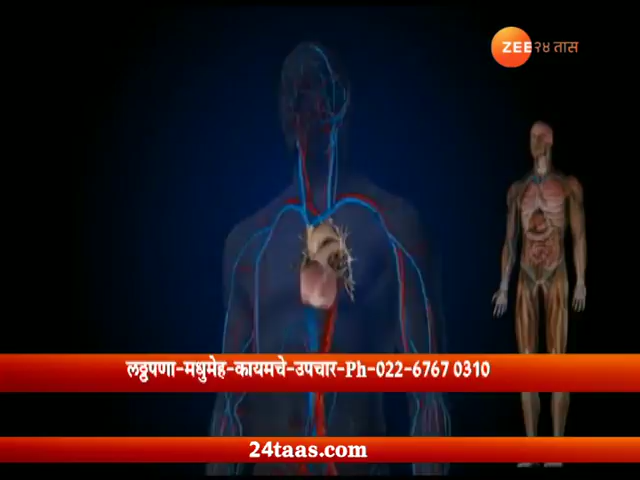 ZEE २४ तास
लठ्ठपणा-मधुमेह-कायमचे-उपचार-Ph-022-6767 0310
24taas.com